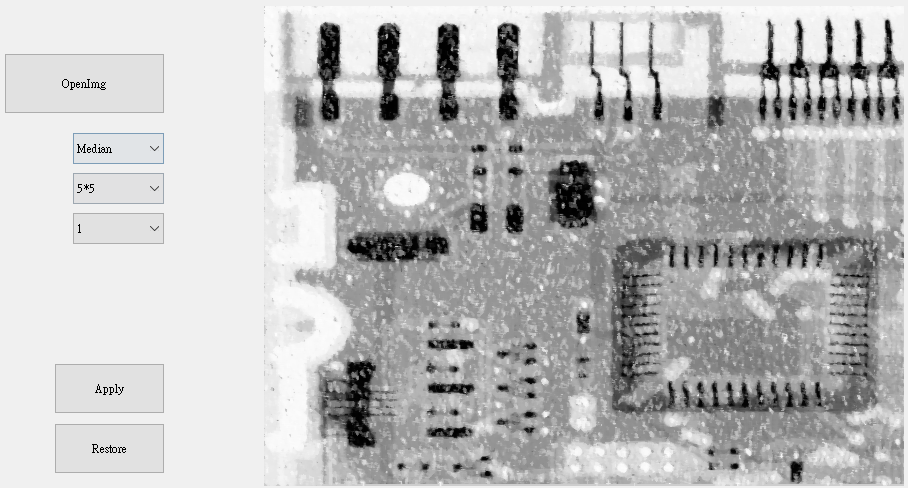 OpenImg
Median
5*5
1
Apply
Restore